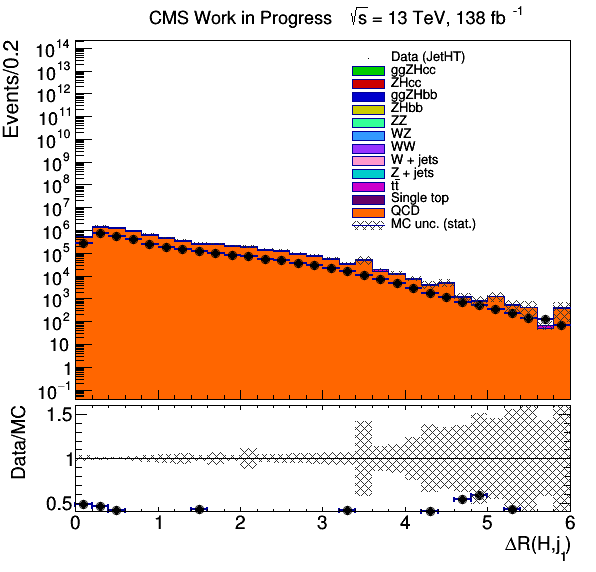 CMS Work in Progress √s = 13 TeV, 138 fb⁻¹
Events/0.2
10¹⁴
10¹³
10¹²
10¹¹
10¹⁰
10⁹
10⁸
10⁷
10⁶
10⁵
10⁴
10³
10²
10
1
10⁻¹
Data (JetHT)
ggZHcc
ZHcc
ggZHbb
ZHbb
ZZ
WZ
WW
W + jets
Z + jets
tt̄
Single top
QCD
MC unc. (stat.)
Data/MC
1.5
1
0.5
0 1 2 3 4 5 6
ΔR(H,j₁)